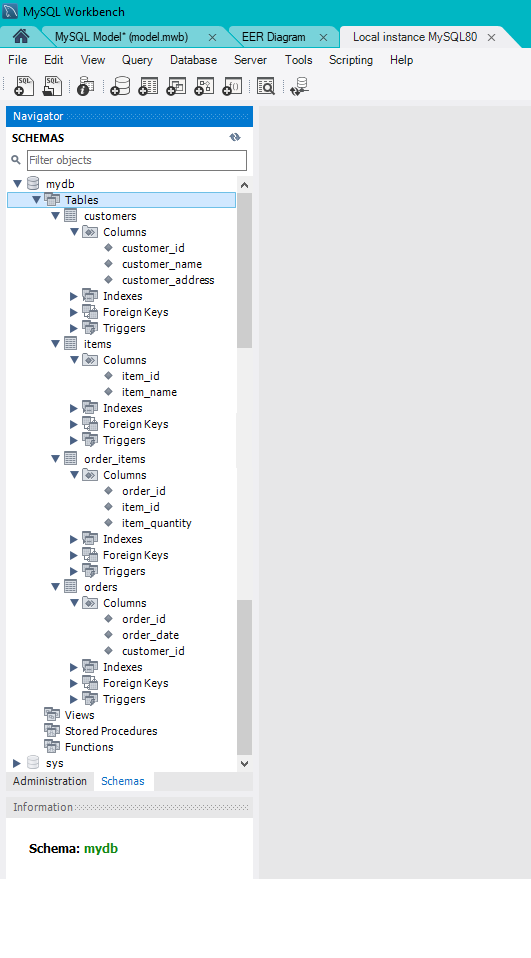 MySQL Workbench
MySQL Model* (model.mwb) EER Diagram Local instance MySQL80
File Edit View Query Database Server Tools Scripting Help
SQL SQL
Navigator
SCHEMAS
Filter objects
mydb
Tables
customers
Columns
customer_id
customer_name
customer_address
Indexes
Foreign Keys
Triggers
items
Columns
item_id
item_name
Indexes
Foreign Keys
Triggers
order_items
Columns
order_id
item_id
item_quantity
Indexes
Foreign Keys
Triggers
orders
Columns
order_id
order_date
customer_id
Indexes
Foreign Keys
Triggers
Views
Stored Procedures
Functions
sys
Administration Schemas
Information
Schema: mydb